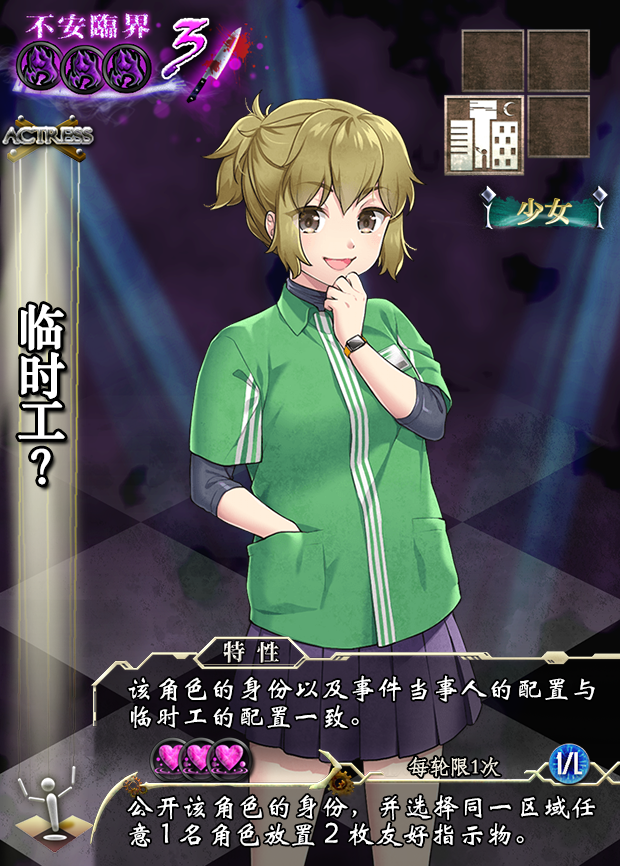 不安臨界
3
ACTRESS
少女
临时工？
特性
该角色的身份以及事件当事人的配置与
临时工的配置一致。
每轮限1次
1/L
公开该角色的身份，并选择同一区域任
意1名角色放置2枚友好指示物。